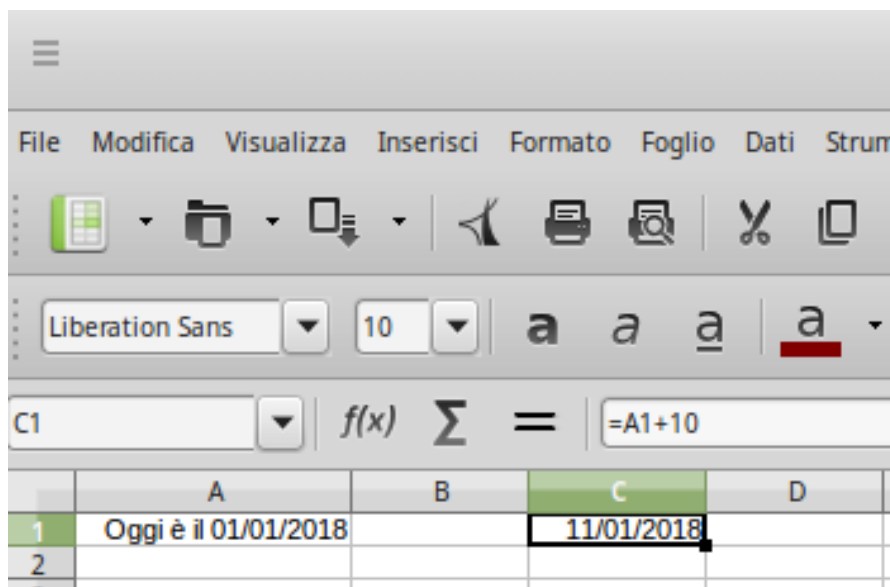 File Modifica Visualizza Inserisci Formato Foglio Dati Strum
Liberation Sans 10 a a a a
C1 f(x) Σ = =A1+10
A B C D
1 Oggi è il 01/01/2018 11/01/2018
2